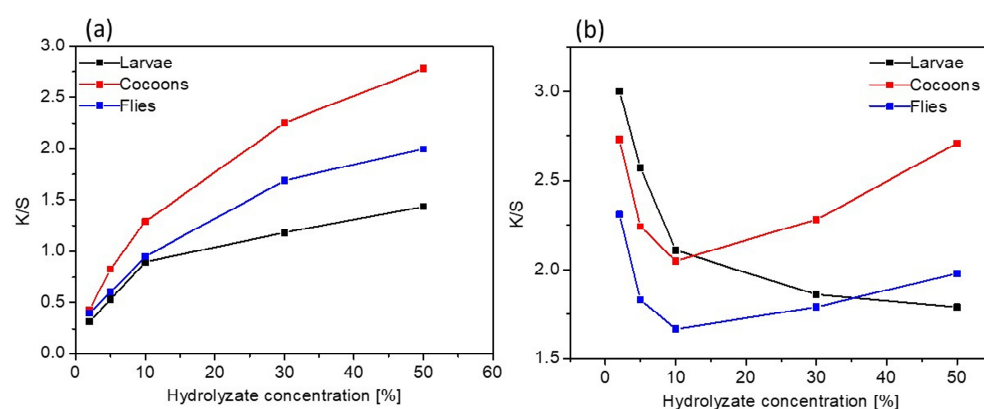 (a)
3.0
2.5
2.0
1.5
1.0
0.5
0.0
K/S
Larvae
Cocoons
Flies
0 10 20 30 40 50 60
Hydrolyzate concentration [%]
(b)
3.0
2.5
2.0
1.5
K/S
Larvae
Cocoons
Flies
0 10 20 30 40 50
Hydrolyzate concentration [%]